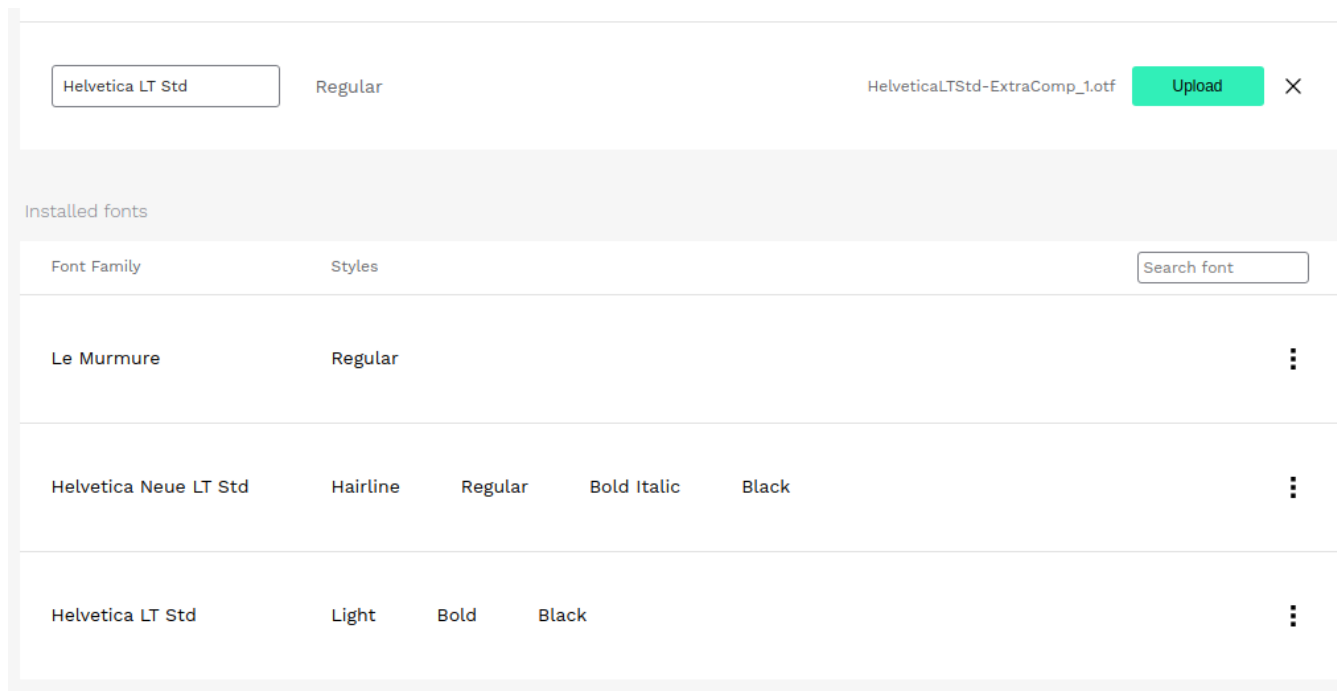 Helvetica LT Std Regular HelveticaLTStd-ExtraComp_1.otf Upload
Installed fonts
Font Family Styles Search font
Le Murmure Regular
Helvetica Neue LT Std Hairline Regular Bold Italic Black
Helvetica LT Std Light Bold Black